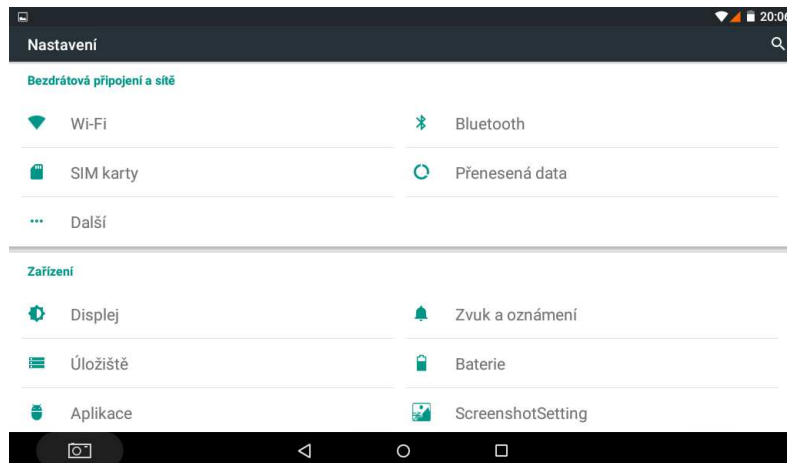 20:06
Nastavení
Bezdrátová připojení a sítě
Wi-Fi
Bluetooth
SIM karty
Přenesená data
Další
Zařízení
Displej
Zvuk a oznámení
Úložiště
Baterie
Aplikace
ScreenshotSetting